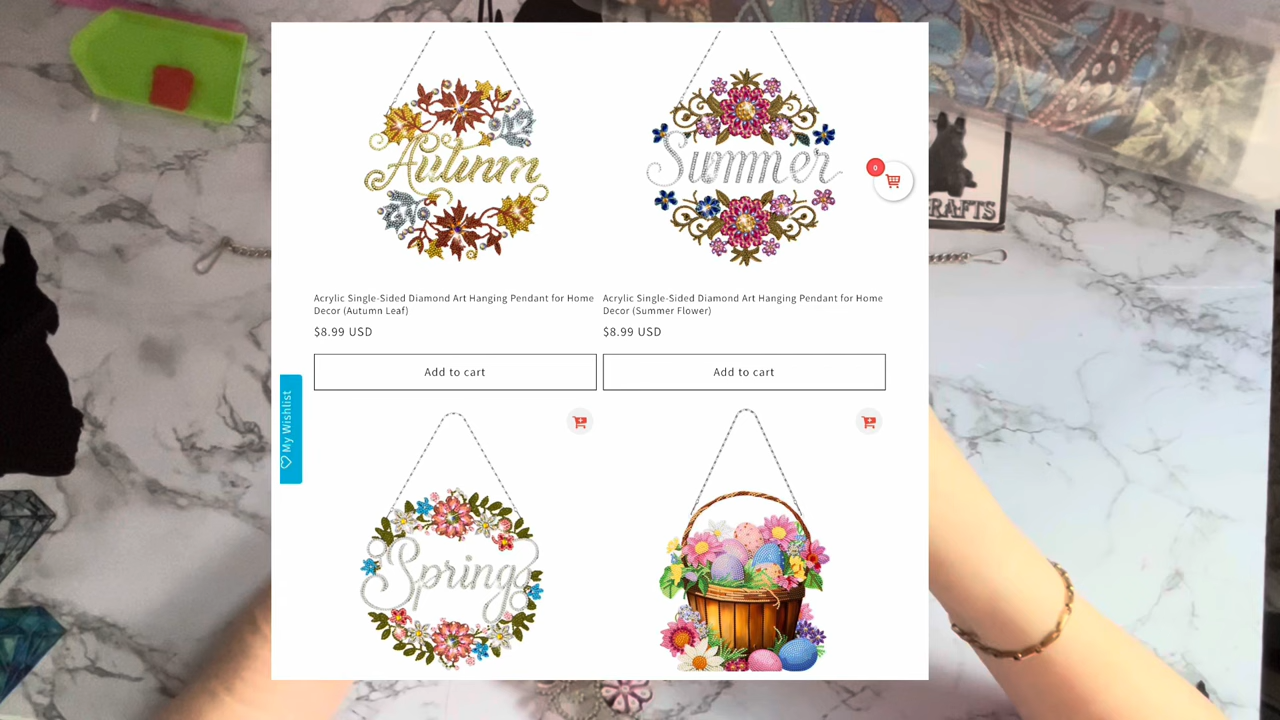 Autumn
Summer
0
RAFTS
Acrylic Single-Sided Diamond Art Hanging Pendant for Home
Decor (Autumn Leaf)
$8.99 USD
Add to cart
Acrylic Single-Sided Diamond Art Hanging Pendant for Home
Decor (Summer Flower)
$8.99 USD
Add to cart
My Wishlist
Spring